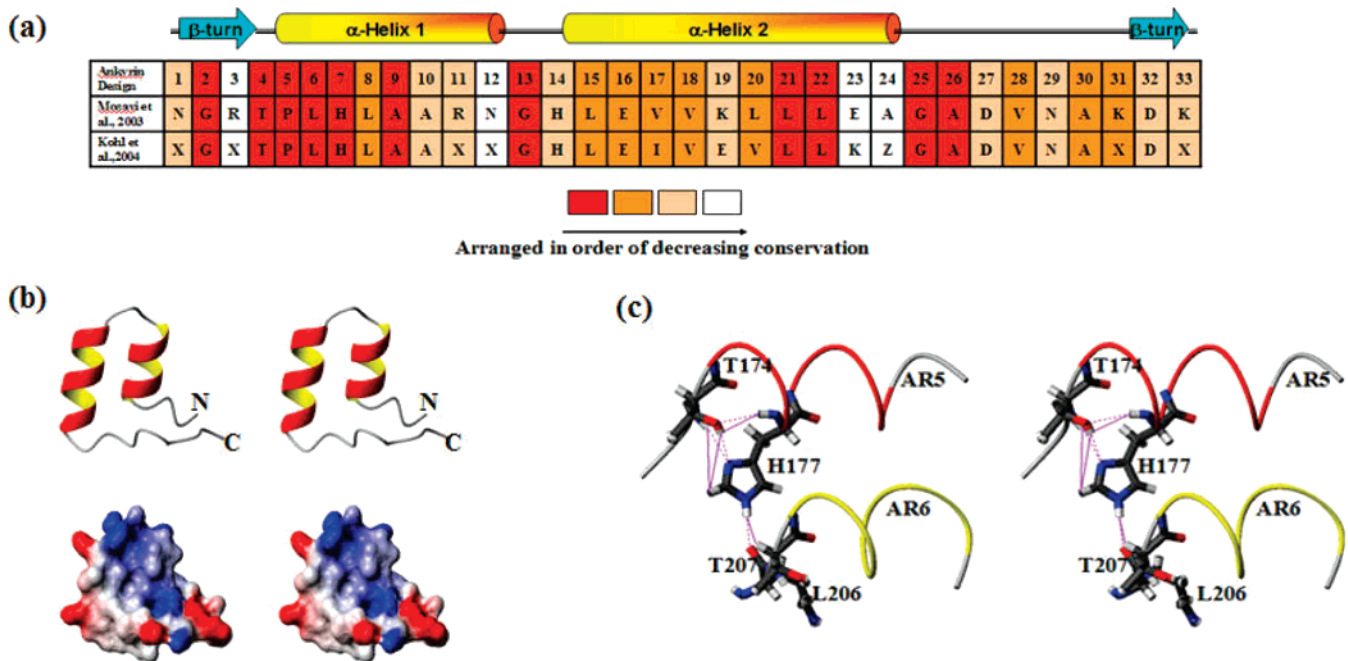 (a)
β-turn α-Helix 1 α-Helix 2 β-turn
Ankyrin Design 1 2 3 4 5 6 7 8 9 10 11 12 13 14 15 16 17 18 19 20 21 22 23 24 25 26 27 28 29 30 31 32 33
Mosavi et al., 2003 N G R T P L H L A A R N G H L E V V K L L L E A G A D V N A K D K
Kohl et al.,2004 X G X T P L H L A A X X G H L E I V E V L L K Z G A D V N A X D X
Arranged in order of decreasing conservation
(b)
N N
C C
(c)
T174 AR5 T174 AR5
H177 H177
AR6 AR6
T207 T207
L206 L206